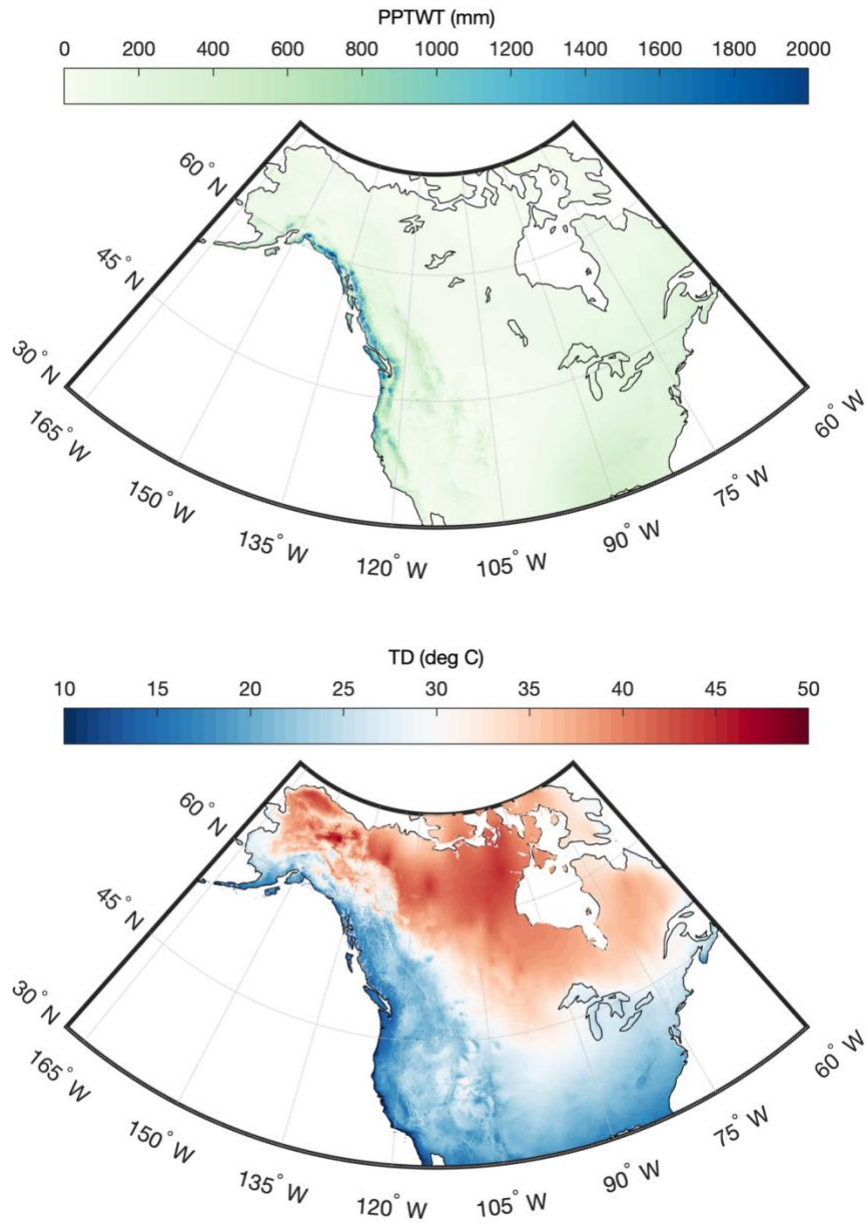 PPTWT (mm)
0 200 400 600 800 1000 1200 1400 1600 1800 2000
60° N
45° N
30° N
165° W
150° W
135° W
120° W
105° W
90° W
75° W
60° W
TD (deg C)
10 15 20 25 30 35 40 45 50
60° N
45° N
30° N
165° W
150° W
135° W
120° W
105° W
90° W
75° W
60° W